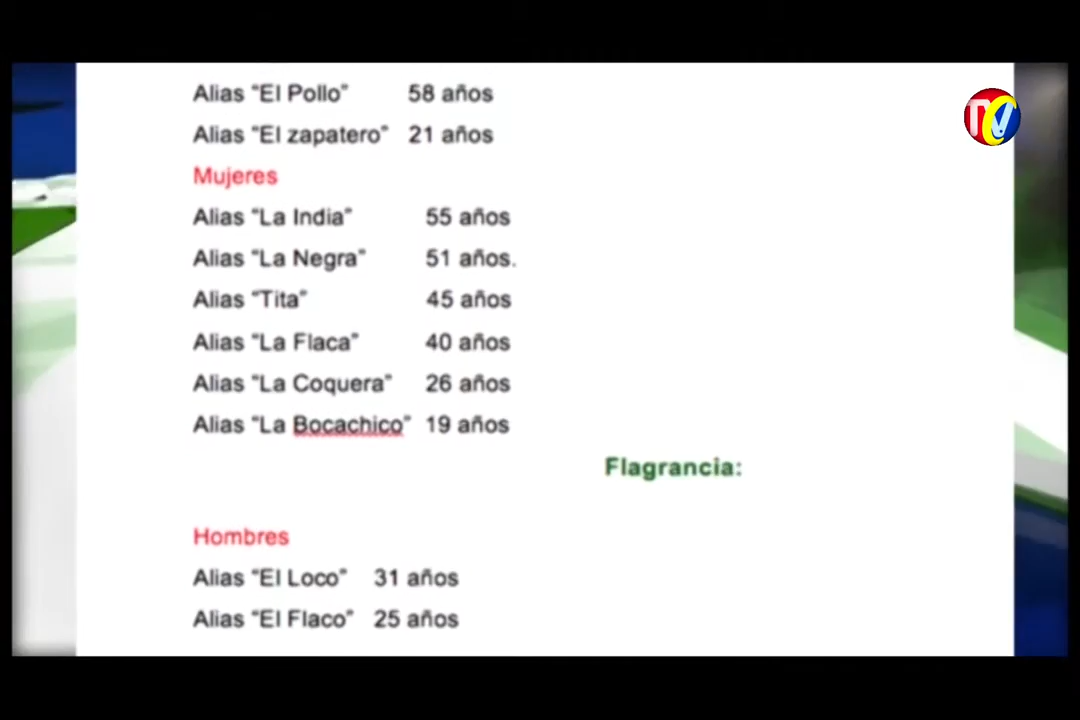 Alias “El Pollo” 58 años
Alias “El zapatero” 21 años
Mujeres
Alias “La India” 55 años
Alias “La Negra” 51 años.
Alias “Tita” 45 años
Alias “La Flaca” 40 años
Alias “La Coquera” 26 años
Alias “La Bocachico” 19 años
Flagrancia:
Hombres
Alias “El Loco” 31 años
Alias “El Flaco” 25 años